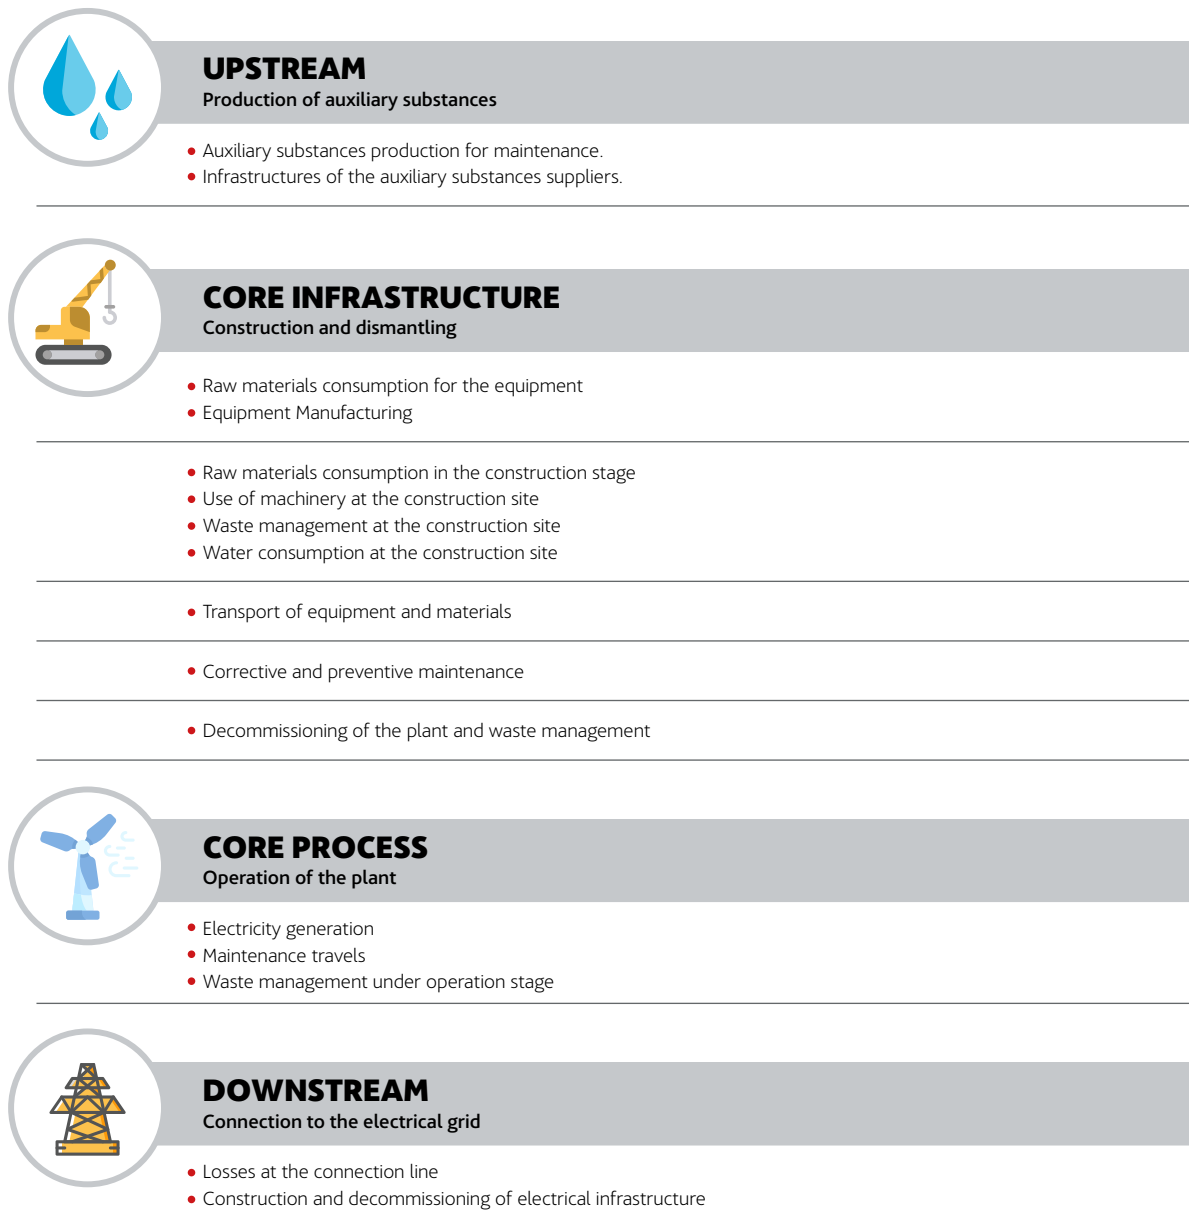 UPSTREAM
Production of auxiliary substances
• Auxiliary substances production for maintenance.
• Infrastructures of the auxiliary substances suppliers.
CORE INFRASTRUCTURE
Construction and dismantling
• Raw materials consumption for the equipment
• Equipment Manufacturing
• Raw materials consumption in the construction stage
• Use of machinery at the construction site
• Waste management at the construction site
• Water consumption at the construction site
• Transport of equipment and materials
• Corrective and preventive maintenance
• Decommissioning of the plant and waste management
CORE PROCESS
Operation of the plant
• Electricity generation
• Maintenance travels
• Waste management under operation stage
DOWNSTREAM
Connection to the electrical grid
• Losses at the connection line
• Construction and decommissioning of electrical infrastructure